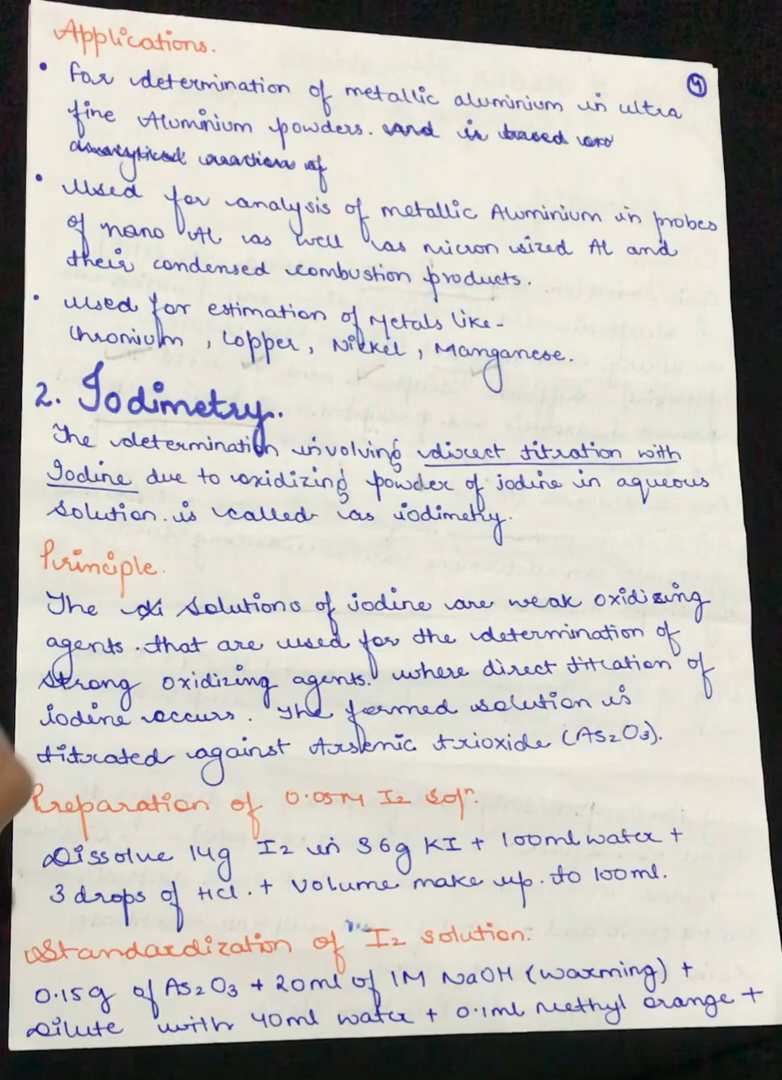 Applications.
④
• for determination of metallic aluminium in ultra
fine Aluminium powders. and is based on
of
• Used for analysis of metallic Aluminium in probes
of nano Al as well as micron sized Al and
their condensed combustion products.
• used for estimation of Metals like-
Chromium, Copper, Nikkel, Manganese.
2. Iodimetry.
The determination involving direct titration with
Iodine due to oxidizing powder of iodine in aqueous
solution is called as iodimetry.
Principle.
The solutions of iodine are weak oxidizing
agents. that are used for the determination of
strong oxidizing agents. where direct titration of
iodine occurs. The formed solution is
titrated against Arsenic trioxide (As2O3).
Preparation of 0.05M I2 Solⁿ
Dissolve 14g I2 in 36g KI + 100ml water +
3 drops of HCl. + volume make up. to 100ml.
Standardization of I2 solution.
0.15g of As2O3 + 20ml of 1M NaOH (warming) +
Dilute with 40ml water + 0.1ml methyl orange +